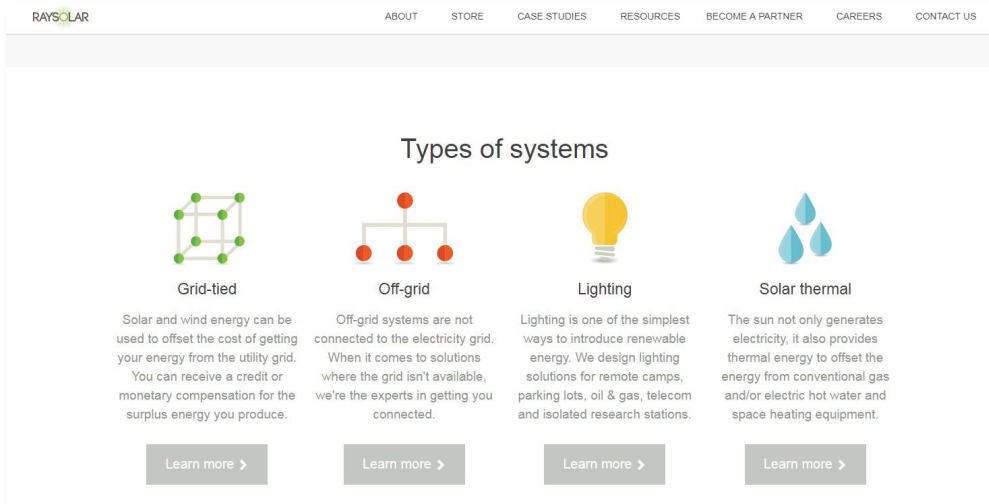 RAYSOLAR
ABOUT STORE CASE STUDIES RESOURCES BECOME A PARTNER CAREERS CONTACT US
Types of systems
Grid-tied
Solar and wind energy can be
used to offset the cost of getting
your energy from the utility grid.
You can receive a credit or
monetary compensation for the
surplus energy you produce.
Learn more
Off-grid
Off-grid systems are not
connected to the electricity grid.
When it comes to solutions
where the grid isn't available,
we're the experts in getting you
connected.
Learn more
Lighting
Lighting is one of the simplest
ways to introduce renewable
energy. We design lighting
solutions for remote camps,
parking lots, oil & gas, telecom
and isolated research stations.
Learn more
Solar thermal
The sun not only generates
electricity, it also provides
thermal energy to offset the
energy from conventional gas
and/or electric hot water and
space heating equipment.
Learn more